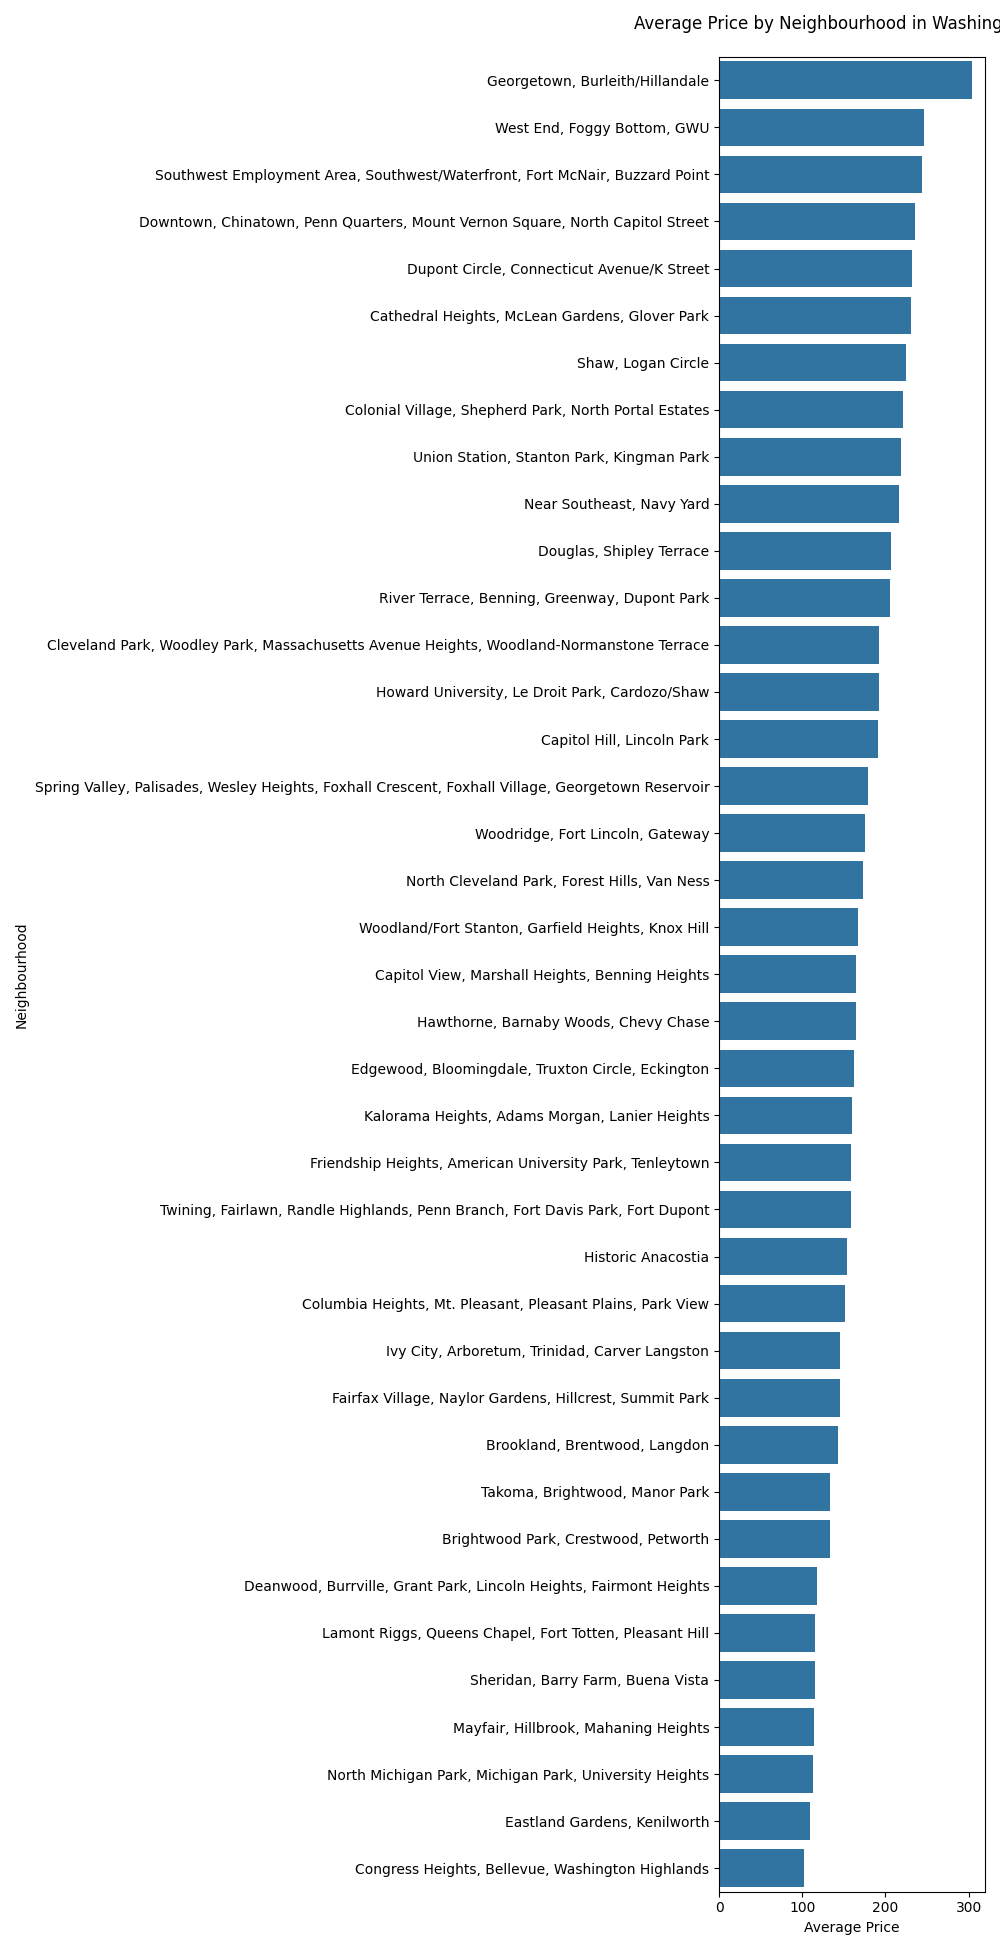 Average Price by Neighbourhood in Washing
Georgetown, Burleith/Hillandale
West End, Foggy Bottom, GWU
Southwest Employment Area, Southwest/Waterfront, Fort McNair, Buzzard Point
Downtown, Chinatown, Penn Quarters, Mount Vernon Square, North Capitol Street
Dupont Circle, Connecticut Avenue/K Street
Cathedral Heights, McLean Gardens, Glover Park
Shaw, Logan Circle
Colonial Village, Shepherd Park, North Portal Estates
Union Station, Stanton Park, Kingman Park
Near Southeast, Navy Yard
Douglas, Shipley Terrace
River Terrace, Benning, Greenway, Dupont Park
Cleveland Park, Woodley Park, Massachusetts Avenue Heights, Woodland-Normanstone Terrace
Howard University, Le Droit Park, Cardozo/Shaw
Capitol Hill, Lincoln Park
Spring Valley, Palisades, Wesley Heights, Foxhall Crescent, Foxhall Village, Georgetown Reservoir
Woodridge, Fort Lincoln, Gateway
North Cleveland Park, Forest Hills, Van Ness
Woodland/Fort Stanton, Garfield Heights, Knox Hill
Capitol View, Marshall Heights, Benning Heights
Hawthorne, Barnaby Woods, Chevy Chase
Edgewood, Bloomingdale, Truxton Circle, Eckington
Kalorama Heights, Adams Morgan, Lanier Heights
Friendship Heights, American University Park, Tenleytown
Twining, Fairlawn, Randle Highlands, Penn Branch, Fort Davis Park, Fort Dupont
Historic Anacostia
Columbia Heights, Mt. Pleasant, Pleasant Plains, Park View
Ivy City, Arboretum, Trinidad, Carver Langston
Fairfax Village, Naylor Gardens, Hillcrest, Summit Park
Brookland, Brentwood, Langdon
Takoma, Brightwood, Manor Park
Brightwood Park, Crestwood, Petworth
Deanwood, Burrville, Grant Park, Lincoln Heights, Fairmont Heights
Lamont Riggs, Queens Chapel, Fort Totten, Pleasant Hill
Sheridan, Barry Farm, Buena Vista
Mayfair, Hillbrook, Mahaning Heights
North Michigan Park, Michigan Park, University Heights
Eastland Gardens, Kenilworth
Congress Heights, Bellevue, Washington Highlands
Neighbourhood
0 100 200 300
Average Price